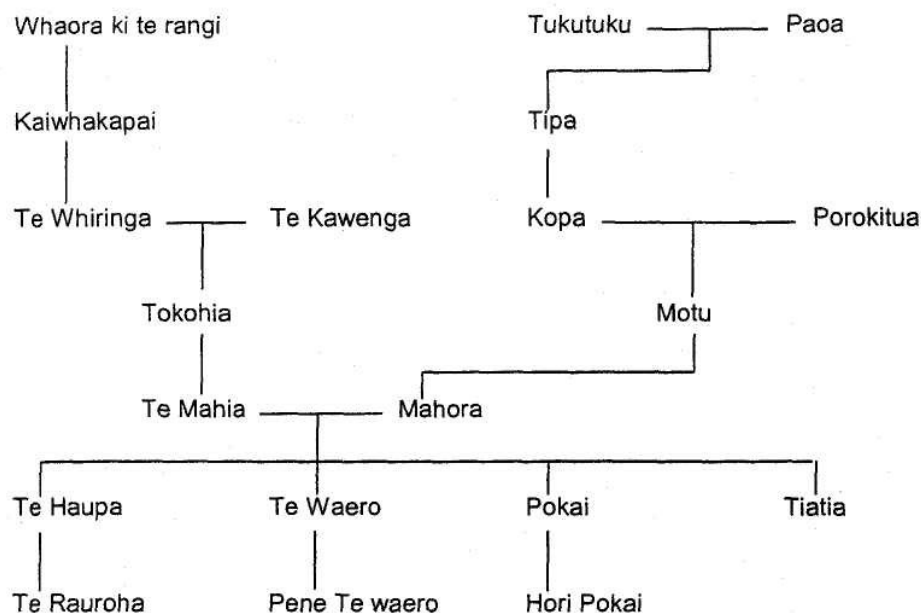 Whaora ki te rangi Tukutuku Paoa
Kaiwhakapai Tipa
Te Whiringa Te Kawenga Kopa Porokitua
Tokohia Motu
Te Mahia Mahora
Te Haupa Te Waero Pokai Tiatia
Te Rauroha Pene Te waero Hori Pokai